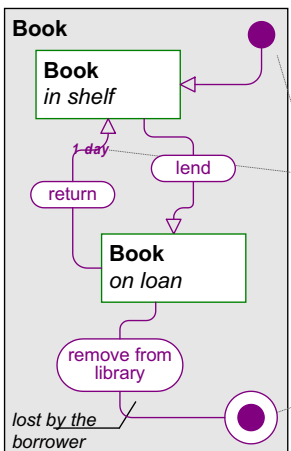 Book
Book
in shelf
1 day
lend
return
Book
on loan
remove from
library
lost by the
borrower